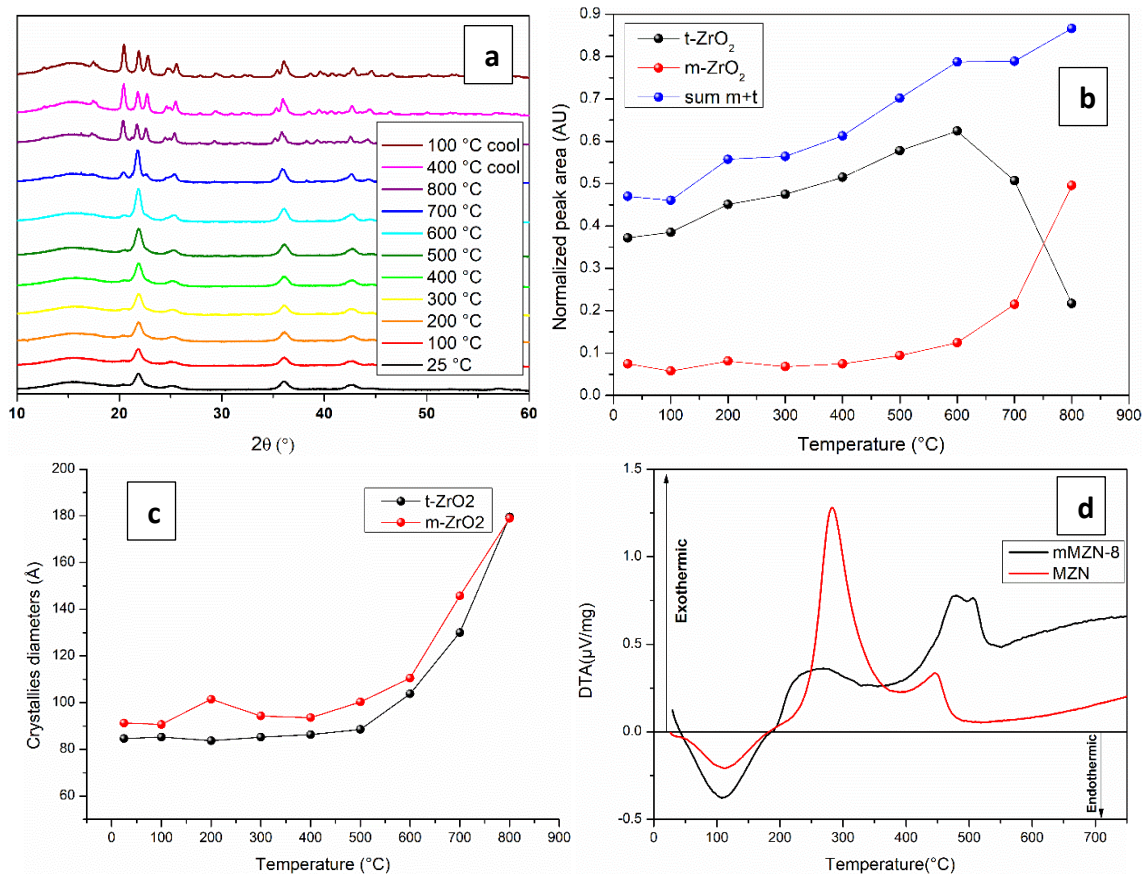 a
100 °C cool
400 °C cool
800 °C
700 °C
600 °C
500 °C
400 °C
300 °C
200 °C
100 °C
25 °C
10 20 30 40 50 60
2θ (°)
b
t-ZrO₂
m-ZrO₂
sum m+t
0.9
0.8
0.7
0.6
0.5
0.4
0.3
0.2
0.1
0.0
Normalized peak area (AU)
0 100 200 300 400 500 600 700 800 900
Temperature (°C)
c
t-ZrO2
m-ZrO2
200
180
160
140
120
100
80
60
Crystallies diameters (Å)
0 100 200 300 400 500 600 700 800 900
Temperature (°C)
d
Exothermic
mMZN-8
MZN
1.5
1.0
0.5
0.0
-0.5
DTA(µV/mg)
Endothermic
0 100 200 300 400 500 600 700
Temperature(°C)